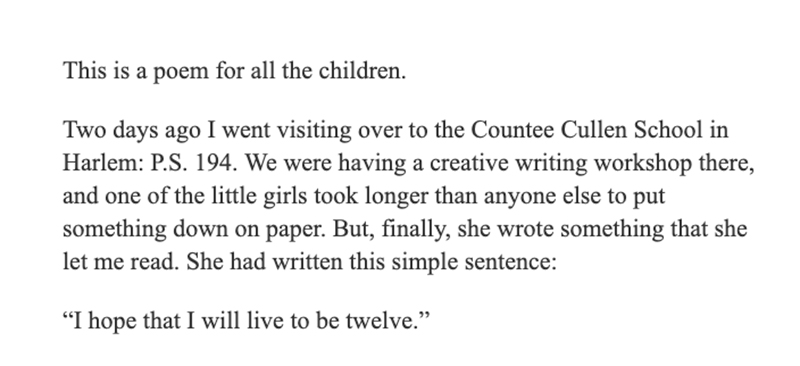 This is a poem for all the children.
Two days ago I went visiting over to the Countee Cullen School in
Harlem: P.S. 194. We were having a creative writing workshop there,
and one of the little girls took longer than anyone else to put
something down on paper. But, finally, she wrote something that she
let me read. She had written this simple sentence:
“I hope that I will live to be twelve.”